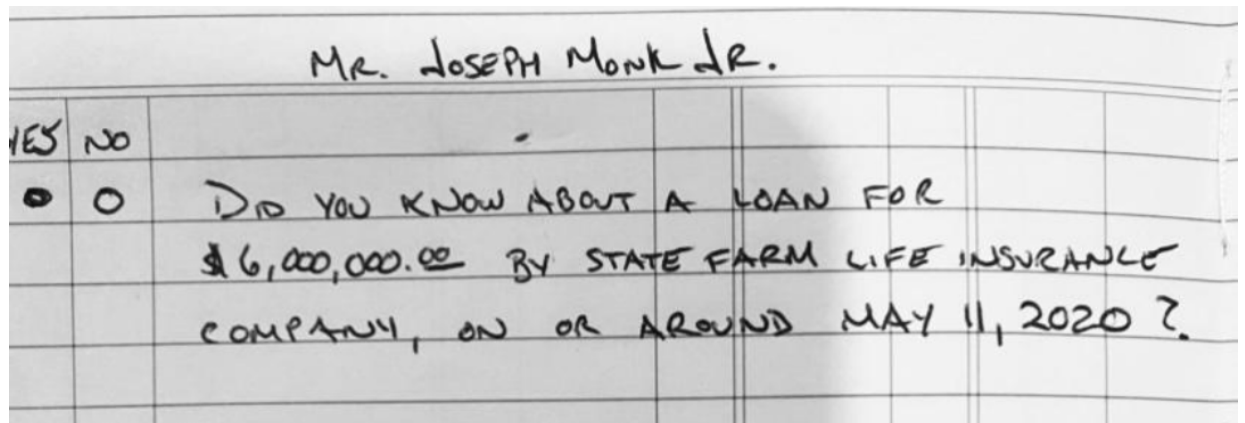 MR. JOSEPH MONK JR.
YES NO
DID YOU KNOW ABOUT A LOAN FOR
$6,000,000.00 BY STATE FARM LIFE INSURANCE
COMPANY, ON OR AROUND MAY 11, 2020?